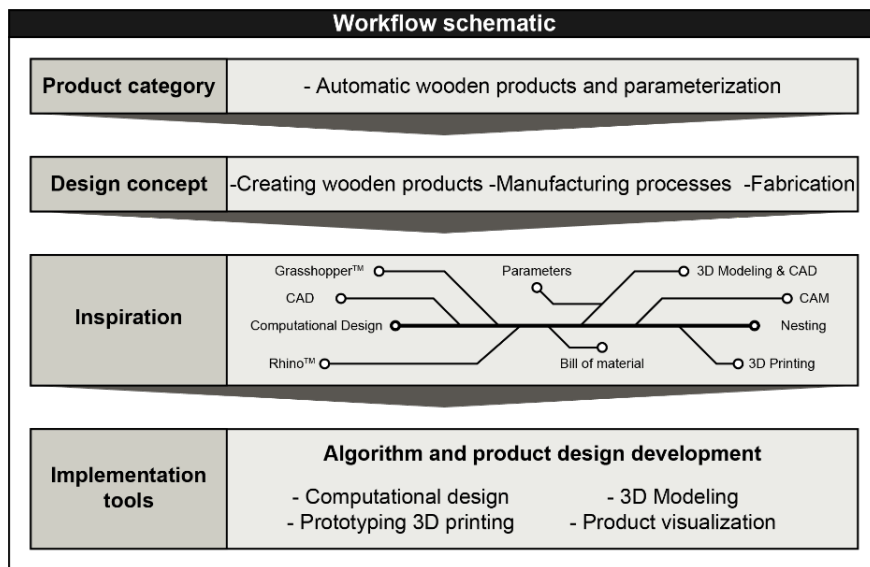 Workflow schematic
Product category
- Automatic wooden products and parameterization
Design concept
-Creating wooden products -Manufacturing processes -Fabrication
Inspiration
Grasshopper™
Parameters
3D Modeling & CAD
CAD
CAM
Computational Design
Nesting
Rhino™
Bill of material
3D Printing
Implementation
tools
Algorithm and product design development
- Computational design - 3D Modeling
- Prototyping 3D printing - Product visualization